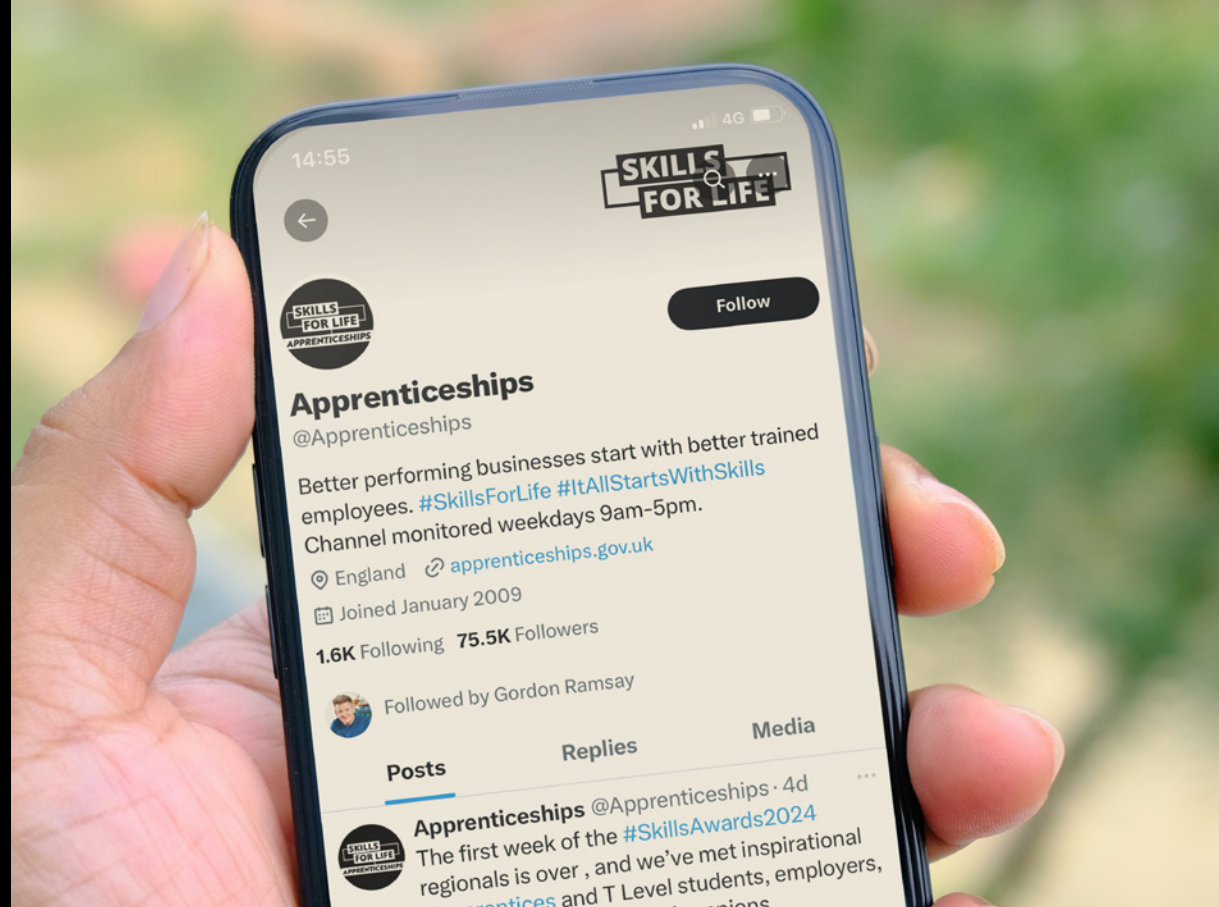 14:55
4G
SKILLS
FOR LIFE
SKILLS
FOR LIFE
APPRENTICESHIPS
Follow
Apprenticeships
@Apprenticeships
Better performing businesses start with better trained
employees. #SkillsForLife #ItAllStartsWithSkills
Channel monitored weekdays 9am-5pm.
England apprenticeships.gov.uk
Joined January 2009
1.6K Following 75.5K Followers
Followed by Gordon Ramsay
Posts Replies Media
Apprenticeships @Apprenticeships · 4d
The first week of the #SkillsAwards2024
regionals is over , and we've met inspirational
and T Level students, employers,
SKILLS
FOR LIFE
APPRENTICESHIPS